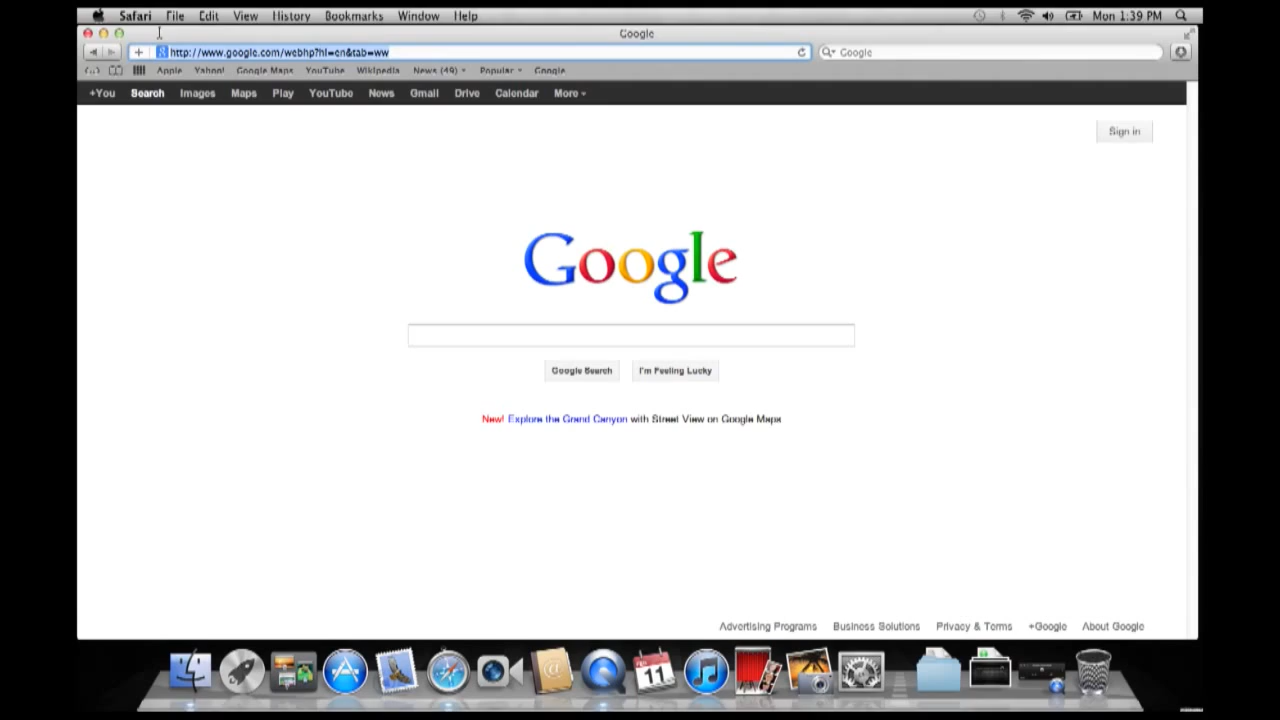 Safari File Edit View History Bookmarks Window Help Mon 1:39 PM
Google
http://www.google.com/webhp?hl=en&tab=ww Google
Apple Yahoo! Google Maps YouTube Wikipedia News (49) Popular Google
+You Search Images Maps Play YouTube News Gmail Drive Calendar More
Sign in
Google
Google Search I'm Feeling Lucky
New! Explore the Grand Canyon with Street View on Google Maps
Advertising Programs Business Solutions Privacy & Terms +Google About Google
11